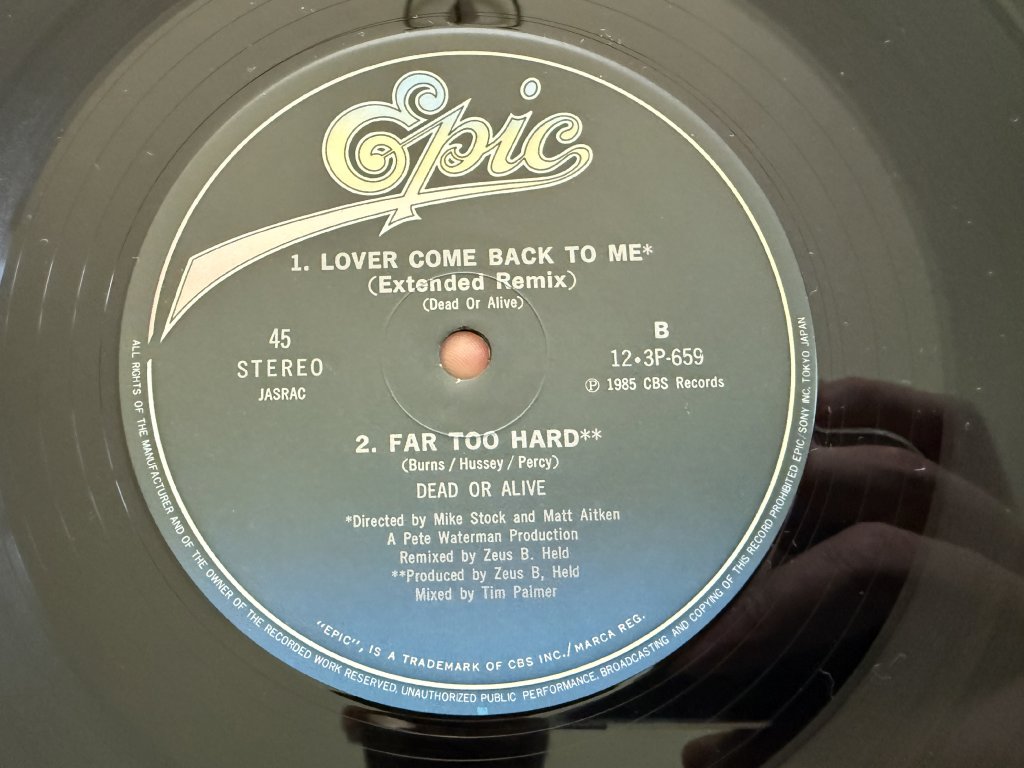 Epic
1. LOVER COME BACK TO ME*
(Extended Remix)
(Dead Or Alive)
45
STEREO
JASRAC
B
12•3P-659
Ⓟ 1985 CBS Records
2. FAR TOO HARD**
(Burns / Hussey / Percy)
DEAD OR ALIVE
*Directed by Mike Stock and Matt Aitken
A Pete Waterman Production
Remixed by Zeus B. Held
**Produced by Zeus B, Held
Mixed by Tim Palmer
"EPIC", IS A TRADEMARK OF CBS INC./MARCA REG.
ALL RIGHTS OF THE MANUFACTURER AND OF THE OWNER OF THE RECORDED WORK RESERVED, UNAUTHORIZED PUBLIC PERFORMANCE, BROADCASTING AND COPYING OF THIS RECORD PROHIBITED EPIC/SONY INC. TOKYO JAPAN